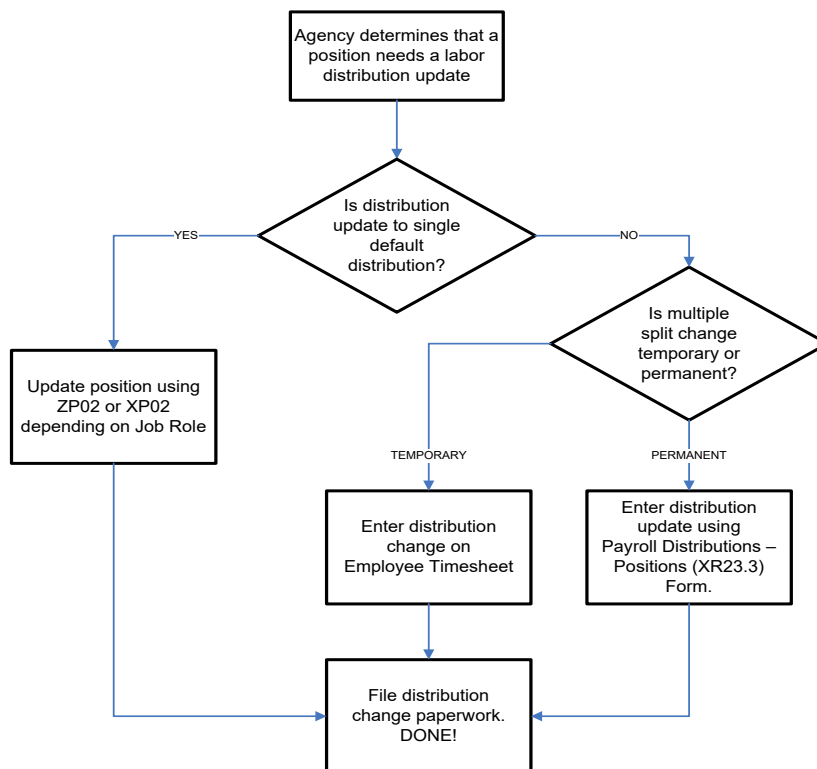 Agency determines that a
position needs a labor
distribution update
Is distribution
update to single
default
distribution?
YES
NO
Is multiple
split change
temporary or
permanent?
Update position using
ZP02 or XP02
depending on Job Role
TEMPORARY
PERMANENT
Enter distribution
change on
Employee Timesheet
Enter distribution
update using
Payroll Distributions –
Positions (XR23.3)
Form.
File distribution
change paperwork.
DONE!